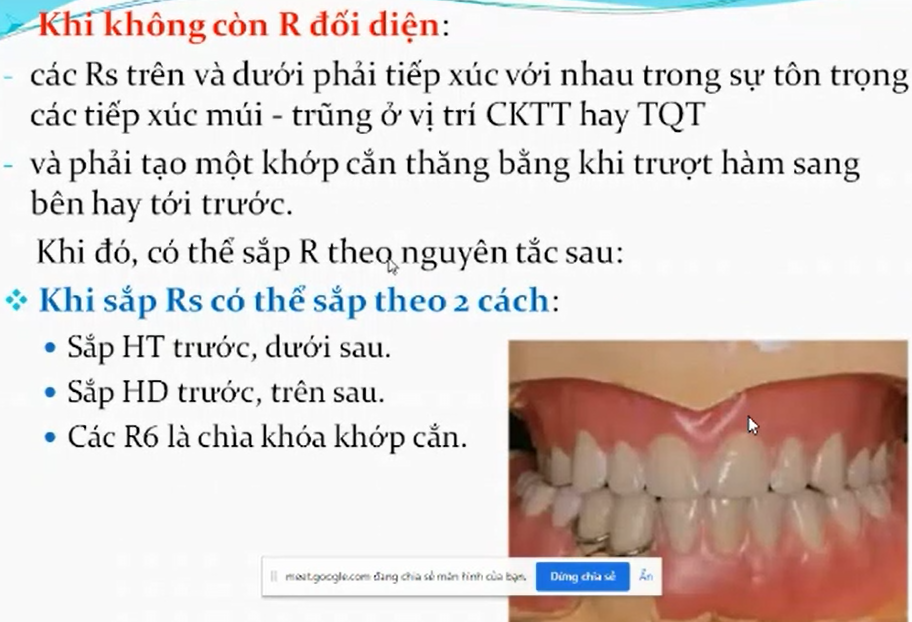 Khi không còn R đối diện:
- các Rs trên và dưới phải tiếp xúc với nhau trong sự tôn trọng
các tiếp xúc múi - trũng ở vị trí CKTT hay TQT
- và phải tạo một khớp cắn thăng bằng khi trượt hàm sang
bên hay tới trước.
Khi đó, có thể sắp R theo nguyên tắc sau:
❖ Khi sắp Rs có thể sắp theo 2 cách:
• Sắp HT trước, dưới sau.
• Sắp HD trước, trên sau.
• Các R6 là chìa khóa khớp cắn.
meet.google.com đang chia sẻ màn hình của bạn. Dừng chia sẻ Ẩn